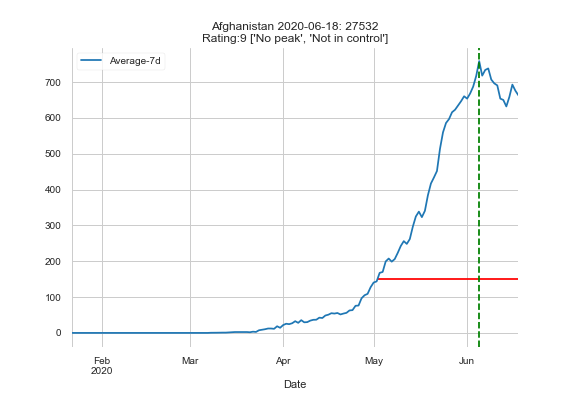 Afghanistan 2020-06-18: 27532
Rating:9 ['No peak', 'Not in control']
Average-7d
700
600
500
400
300
200
100
0
Feb
2020
Mar
Apr
May
Jun
Date